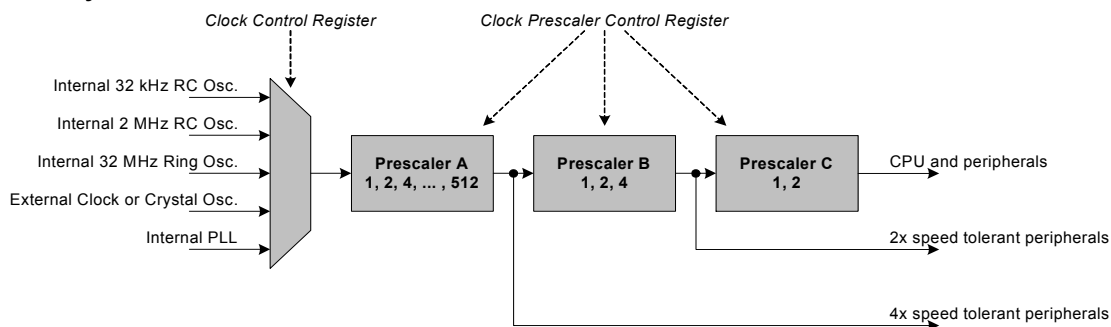 Clock Control Register
Clock Prescaler Control Register
Internal 32 kHz RC Osc.
Internal 2 MHz RC Osc.
Internal 32 MHz Ring Osc.
External Clock or Crystal Osc.
Internal PLL
Prescaler A
1, 2, 4, ... , 512
Prescaler B
1, 2, 4
Prescaler C
1, 2
CPU and peripherals
2x speed tolerant peripherals
4x speed tolerant peripherals